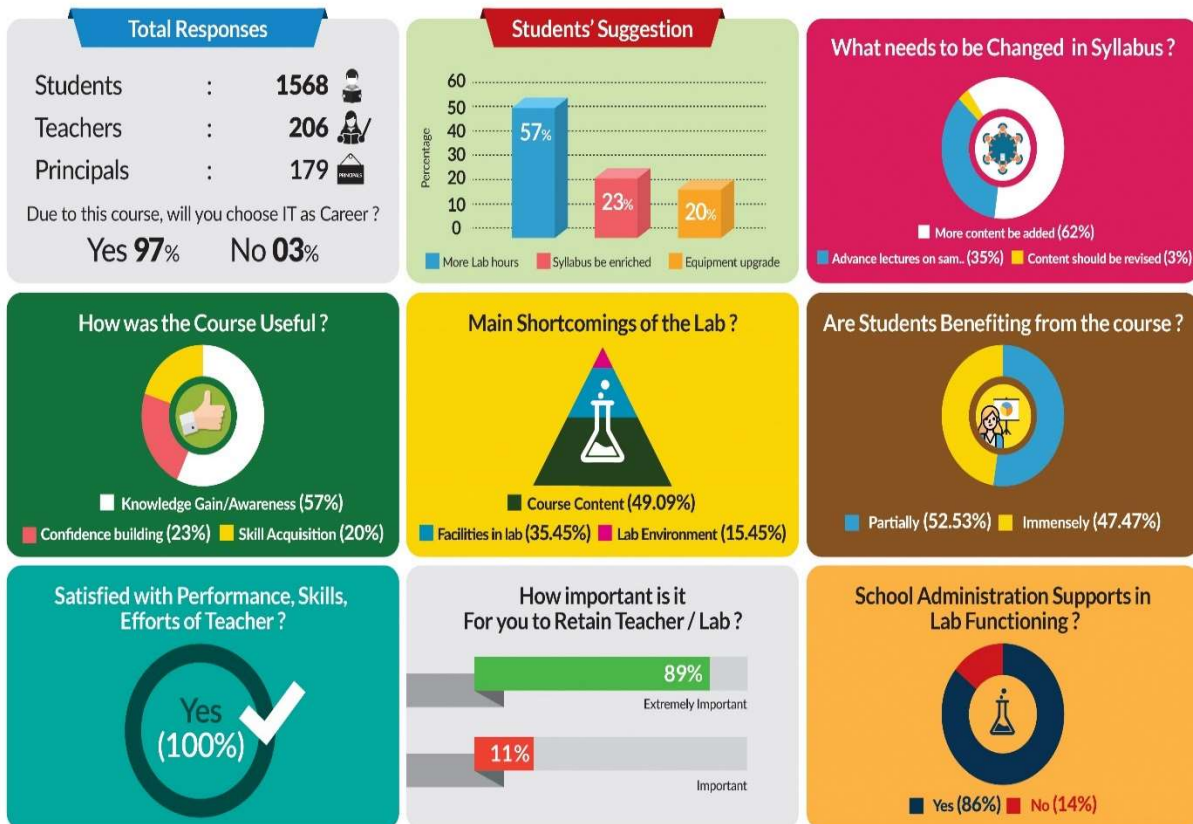 Total Responses
Students : 1568
Teachers : 206
Principals : 179
PRINCIPALS
Due to this course, will you choose IT as Career ?
Yes 97% No 03%
Students' Suggestion
Percentage
60
50
40
30
20
10
0
57%
23%
20%
More Lab hours Syllabus be enriched Equipment upgrade
What needs to be Changed in Syllabus ?
More content be added (62%)
Advance lectures on sam.. (35%) Content should be revised (3%)
How was the Course Useful ?
Knowledge Gain/Awareness (57%)
Confidence building (23%) Skill Acquisition (20%)
Main Shortcomings of the Lab ?
Course Content (49.09%)
Facilities in lab (35.45%) Lab Environment (15.45%)
Are Students Benefiting from the course ?
Partially (52.53%) Immensely (47.47%)
Satisfied with Performance, Skills,
Efforts of Teacher ?
Yes
(100%)
How important is it
For you to Retain Teacher / Lab ?
89%
Extremely Important
11%
Important
School Administration Supports in
Lab Functioning ?
Yes (86%) No (14%)